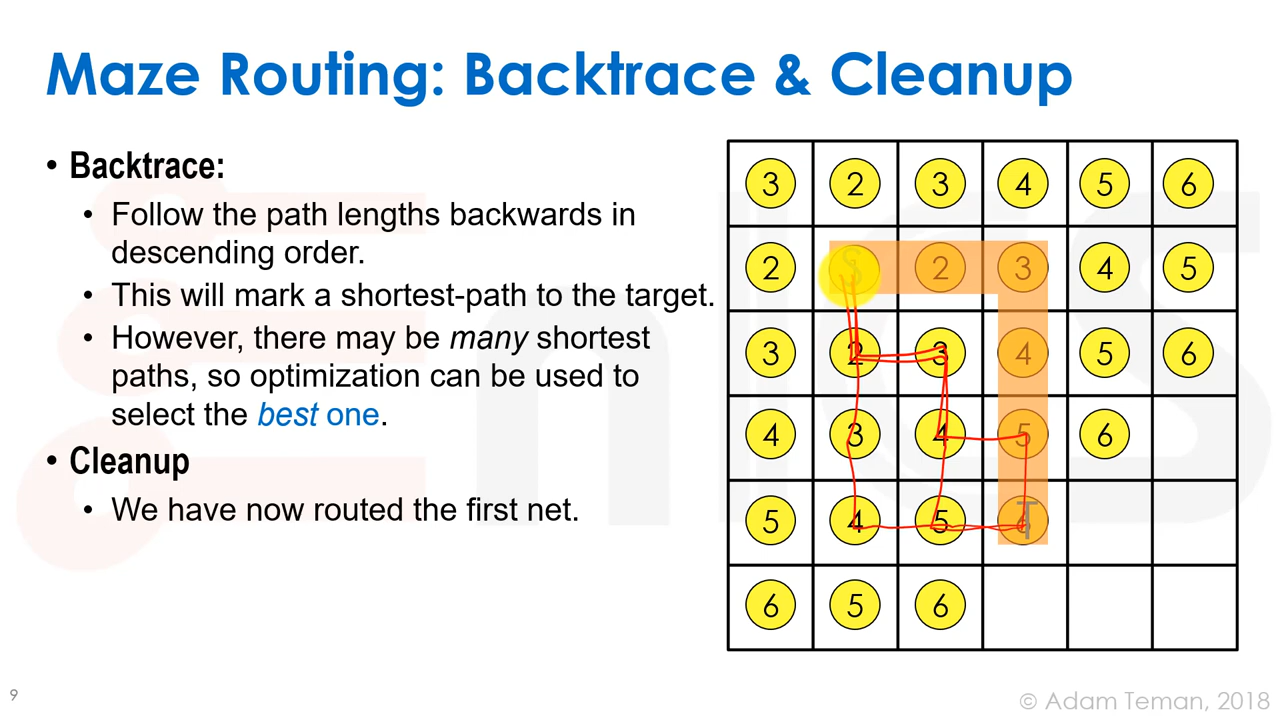 Maze Routing: Backtrace & Cleanup
• Backtrace:
• Follow the path lengths backwards in
descending order.
• This will mark a shortest-path to the target.
• However, there may be many shortest
paths, so optimization can be used to
select the best one.
• Cleanup
• We have now routed the first net.
3 2 3 4 5 6
2 S 2 3 4 5
3 2 3 4 5 6
4 3 4 5 6
5 4 5 T
6 5 6
9
© Adam Teman, 2018